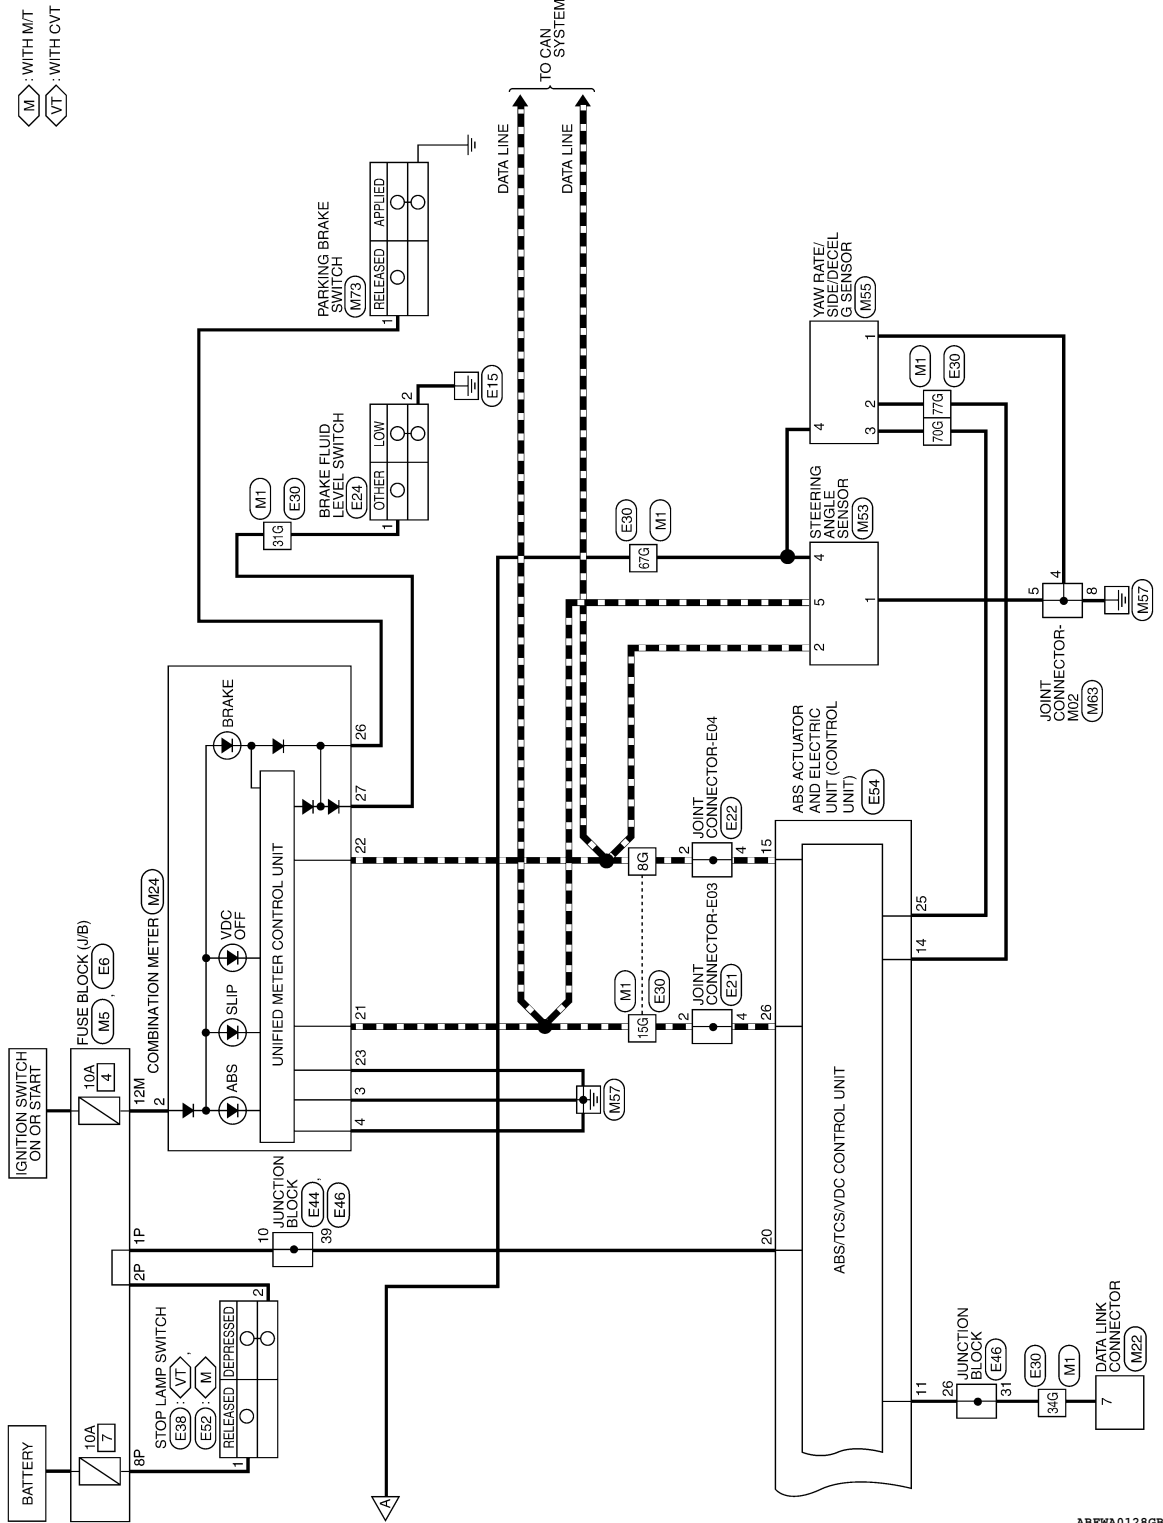 M : WITH M/T
VT : WITH CVT
BATTERY
IGNITION SWITCH
ON OR START
10A
7
10A
4
FUSE BLOCK (J/B)
M5 , E6
8P
2P
1P
12M
STOP LAMP SWITCH
E38 : VT ,
E52 : M
RELEASED
DEPRESSED
1
2
10
JUNCTION
BLOCK
E44 ,
E46
39
2
COMBINATION METER M24
ABS
SLIP
VDC
OFF
BRAKE
UNIFIED METER CONTROL UNIT
4
3
23
21
22
27
26
M57
M1
E30
31G
BRAKE FLUID
LEVEL SWITCH
E24
OTHER
LOW
1
2
E15
PARKING BRAKE
SWITCH
M73
RELEASED
APPLIED
1
DATA LINE
DATA LINE
TO CAN
SYSTEM
A
M1
E30
15G
8G
E30
M1
67G
2
JOINT
CONNECTOR-E03
E21
4
2
JOINT
CONNECTOR-E04
E22
4
20
26
15
ABS ACTUATOR
AND ELECTRIC
UNIT (CONTROL
UNIT)
E54
ABS/TCS/VDC CONTROL UNIT
11
14
25
STEERING
ANGLE
SENSOR
M53
2
5
4
1
YAW RATE/
SIDE/DECEL
G SENSOR
M55
4
3
2
1
M1
E30
70G
77G
26
JUNCTION
BLOCK
E46
31
E30
M1
34G
DATA LINK
CONNECTOR
M22
7
JOINT
CONNECTOR-
M02
M63
5
4
8
M57
ABFWA0128GB